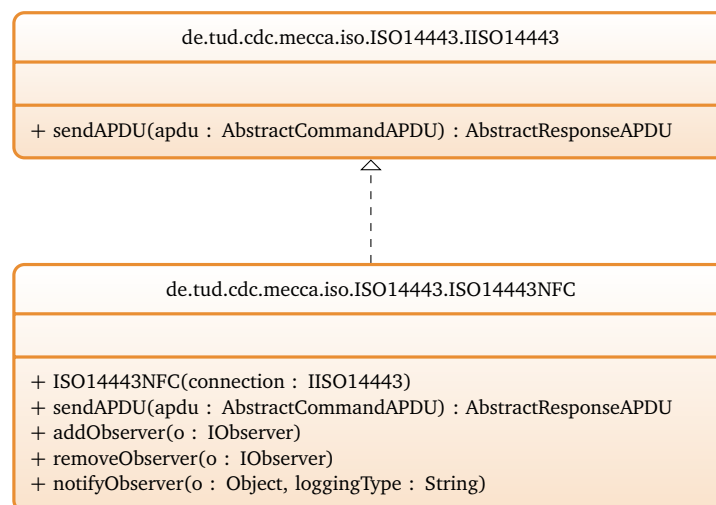 de.tud.cdc.mecca.iso.ISO14443.IISO14443
+ sendAPDU(apdu : AbstractCommandAPDU) : AbstractResponseAPDU
de.tud.cdc.mecca.iso.ISO14443.ISO14443NFC
+ ISO14443NFC(connection : IISO14443)
+ sendAPDU(apdu : AbstractCommandAPDU) : AbstractResponseAPDU
+ addObserver(o : IObserver)
+ removeObserver(o : IObserver)
+ notifyObserver(o : Object, loggingType : String)